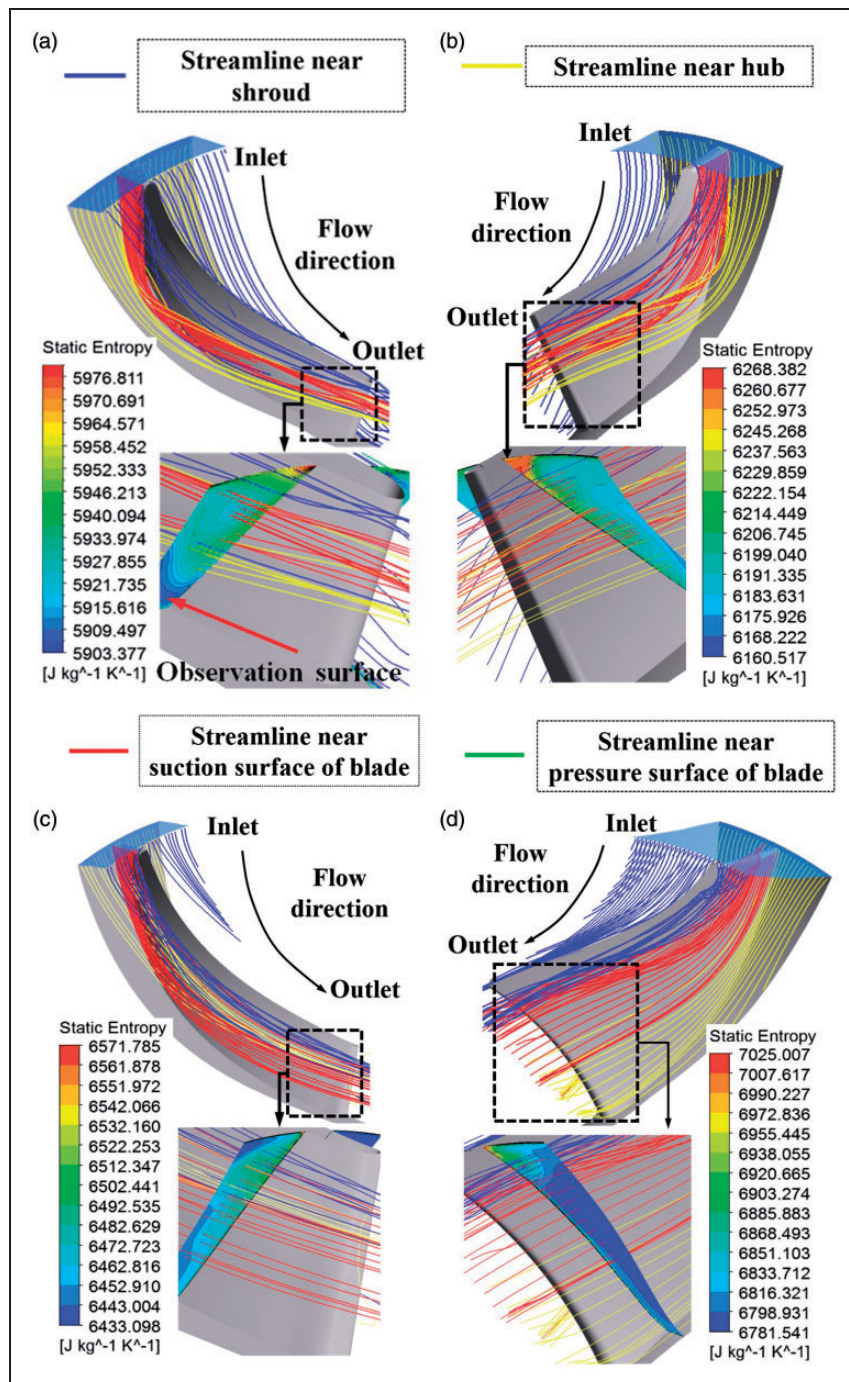 (a)
Streamline near
shroud
(b)
Streamline near hub
Inlet
Flow
direction
Outlet
Static Entropy
5976.811
5970.691
5964.571
5958.452
5952.333
5946.213
5940.094
5933.974
5927.855
5921.735
5915.616
5909.497
5903.377
[J kg^-1 K^-1]
Observation surface
Inlet
Flow
direction
Outlet
Static Entropy
6268.382
6260.677
6252.973
6245.268
6237.563
6229.859
6222.154
6214.449
6206.745
6199.040
6191.335
6183.631
6175.926
6168.222
6160.517
[J kg^-1 K^-1]
Streamline near
suction surface of blade
Streamline near
pressure surface of blade
(c)
Inlet
Flow
direction
Outlet
Static Entropy
6571.785
6561.878
6551.972
6542.066
6532.160
6522.253
6512.347
6502.441
6492.535
6482.629
6472.723
6462.816
6452.910
6443.004
6433.098
[J kg^-1 K^-1]
(d)
Inlet
Flow
direction
Outlet
Static Entropy
7025.007
7007.617
6990.227
6972.836
6955.445
6938.055
6920.665
6903.274
6885.883
6868.493
6851.103
6833.712
6816.321
6798.931
6781.541
[J kg^-1 K^-1]